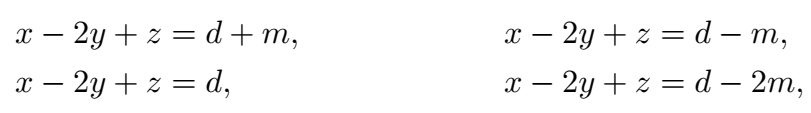 x − 2y + z = d + m,
x − 2y + z = d − m,
x − 2y + z = d,
x − 2y + z = d − 2m,